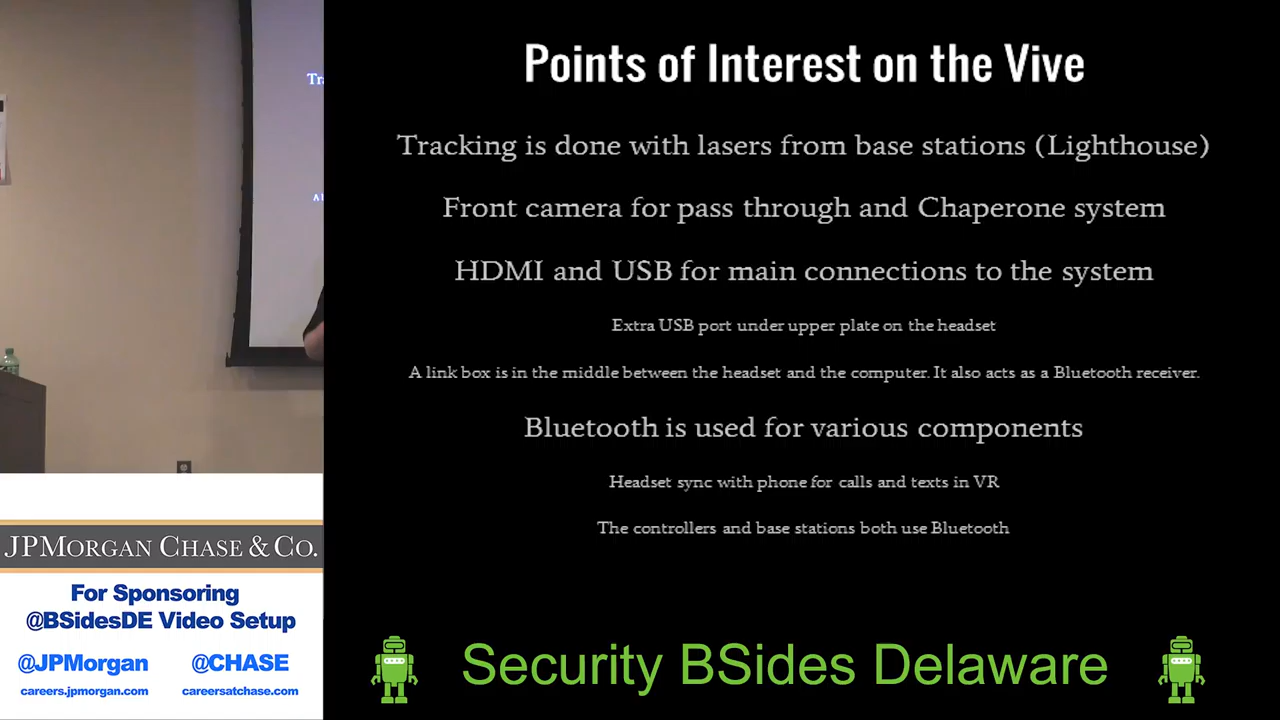 Points of Interest on the Vive
Tracking is done with lasers from base stations (Lighthouse)
Front camera for pass through and Chaperone system
HDMI and USB for main connections to the system
Extra USB port under upper plate on the headset
A link box is in the middle between the headset and the computer. It also acts as a Bluetooth receiver.
Bluetooth is used for various components
Headset sync with phone for calls and texts in VR
The controllers and base stations both use Bluetooth
JPMORGAN CHASE & CO.
For Sponsoring
@BSidesDE Video Setup
@JPMorgan @CHASE
careers.jpmorgan.com careersatchase.com
Security BSides Delaware